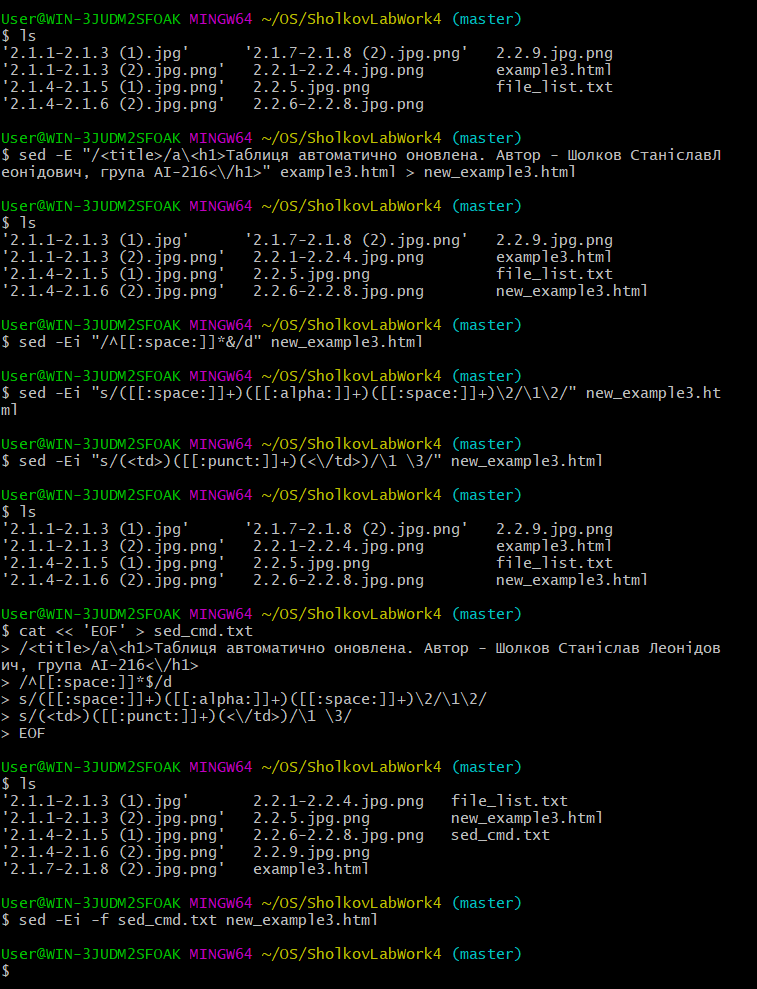 User@WIN-3JUDM2SFOAK MINGW64 ~/OS/SholkovLabWork4 (master)
$ ls
'2.1.1-2.1.3 (1).jpg'      '2.1.7-2.1.8 (2).jpg.png'   2.2.9.jpg.png
'2.1.1-2.1.3 (2).jpg.png'   2.2.1-2.2.4.jpg.png        example3.html
'2.1.4-2.1.5 (1).jpg.png'   2.2.5.jpg.png              file_list.txt
'2.1.4-2.1.6 (2).jpg.png'   2.2.6-2.2.8.jpg.png

User@WIN-3JUDM2SFOAK MINGW64 ~/OS/SholkovLabWork4 (master)
$ sed -E "/<title>/a\<h1>Таблиця автоматично оновлена. Автор - Шолков СтаніславЛ
еонідович, група АІ-216<\/h1>" example3.html > new_example3.html

User@WIN-3JUDM2SFOAK MINGW64 ~/OS/SholkovLabWork4 (master)
$ ls
'2.1.1-2.1.3 (1).jpg'      '2.1.7-2.1.8 (2).jpg.png'   2.2.9.jpg.png
'2.1.1-2.1.3 (2).jpg.png'   2.2.1-2.2.4.jpg.png        example3.html
'2.1.4-2.1.5 (1).jpg.png'   2.2.5.jpg.png              file_list.txt
'2.1.4-2.1.6 (2).jpg.png'   2.2.6-2.2.8.jpg.png        new_example3.html

User@WIN-3JUDM2SFOAK MINGW64 ~/OS/SholkovLabWork4 (master)
$ sed -Ei "/^[[:space:]]*&/d" new_example3.html

User@WIN-3JUDM2SFOAK MINGW64 ~/OS/SholkovLabWork4 (master)
$ sed -Ei "s/([[:space:]]+)([[:alpha:]]+)([[:space:]]+)\2/\1\2/" new_example3.ht
ml

User@WIN-3JUDM2SFOAK MINGW64 ~/OS/SholkovLabWork4 (master)
$ sed -Ei "s/(<td>)([[:punct:]]+)(<\/td>)/\1 \3/" new_example3.html

User@WIN-3JUDM2SFOAK MINGW64 ~/OS/SholkovLabWork4 (master)
$ ls
'2.1.1-2.1.3 (1).jpg'      '2.1.7-2.1.8 (2).jpg.png'   2.2.9.jpg.png
'2.1.1-2.1.3 (2).jpg.png'   2.2.1-2.2.4.jpg.png        example3.html
'2.1.4-2.1.5 (1).jpg.png'   2.2.5.jpg.png              file_list.txt
'2.1.4-2.1.6 (2).jpg.png'   2.2.6-2.2.8.jpg.png        new_example3.html

User@WIN-3JUDM2SFOAK MINGW64 ~/OS/SholkovLabWork4 (master)
$ cat << 'EOF' > sed_cmd.txt
> /<title>/a\<h1>Таблиця автоматично оновлена. Автор - Шолков Станіслав Леонідов
ич, група АІ-216<\/h1>
> /^[[:space:]]*$/d
> s/([[:space:]]+)([[:alpha:]]+)([[:space:]]+)\2/\1\2/
> s/(<td>)([[:punct:]]+)(<\/td>)/\1 \3/
> EOF

User@WIN-3JUDM2SFOAK MINGW64 ~/OS/SholkovLabWork4 (master)
$ ls
'2.1.1-2.1.3 (1).jpg'       2.2.1-2.2.4.jpg.png   file_list.txt
'2.1.1-2.1.3 (2).jpg.png'   2.2.5.jpg.png         new_example3.html
'2.1.4-2.1.5 (1).jpg.png'   2.2.6-2.2.8.jpg.png   sed_cmd.txt
'2.1.4-2.1.6 (2).jpg.png'   2.2.9.jpg.png
'2.1.7-2.1.8 (2).jpg.png'   example3.html

User@WIN-3JUDM2SFOAK MINGW64 ~/OS/SholkovLabWork4 (master)
$ sed -Ei -f sed_cmd.txt new_example3.html

User@WIN-3JUDM2SFOAK MINGW64 ~/OS/SholkovLabWork4 (master)
$